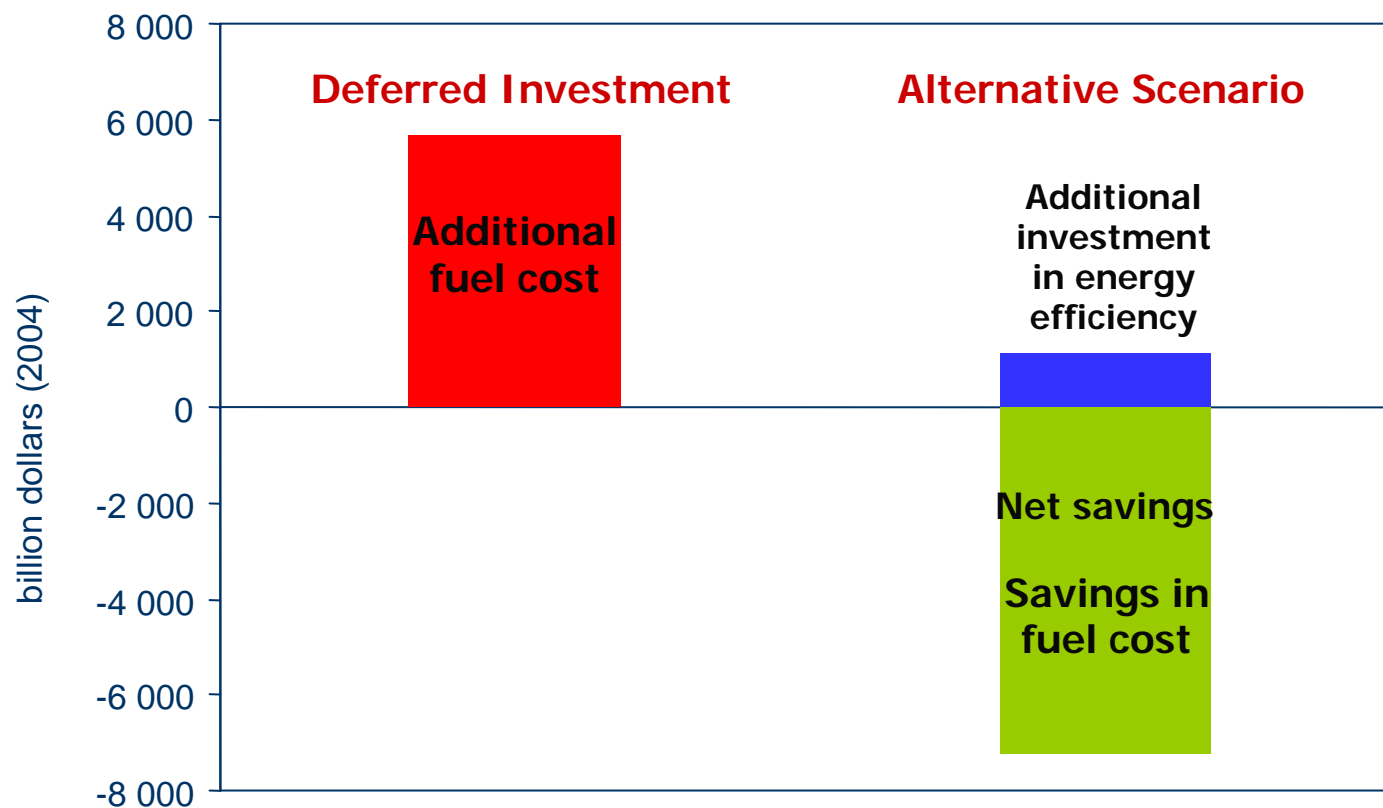 8 000
6 000
4 000
2 000
0
-2 000
-4 000
-6 000
-8 000
billion dollars (2004)
Deferred Investment
Additional
fuel cost
Alternative Scenario
Additional
investment
in energy
efficiency
Net savings
Savings in
fuel cost